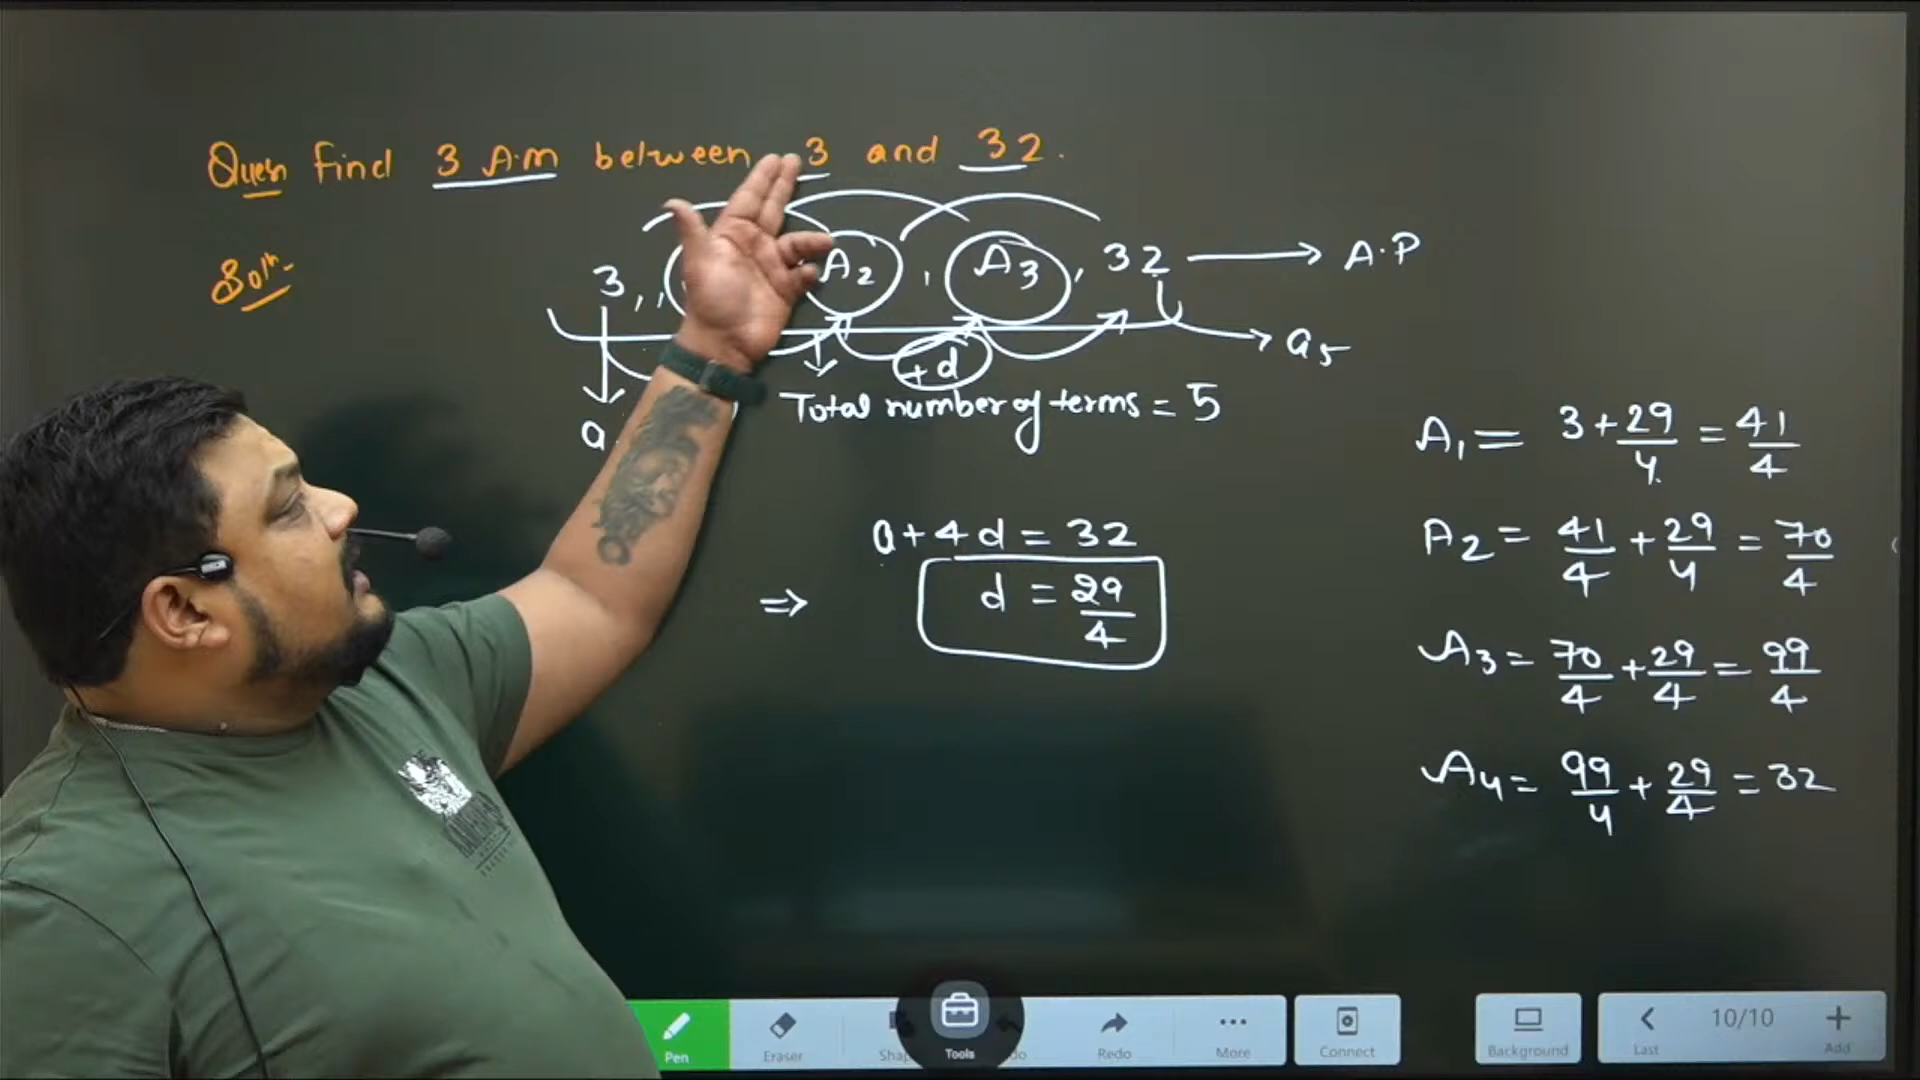 Quesn Find 3 A.M between 3 and 32.
Solⁿ-
3, , A2 , A3 , 32 → A.P
+d
a5
a
Total number of terms = 5
a+4d = 32
⇒ d = 29/4
A1 = 3+29/4 = 41/4
A2 = 41/4 + 29/4 = 70/4
A3 = 70/4 + 29/4 = 99/4
A4 = 99/4 + 29/4 = 32
Pen
Eraser
Tools
Redo
More
Connect
Background
Last
10/10
Add